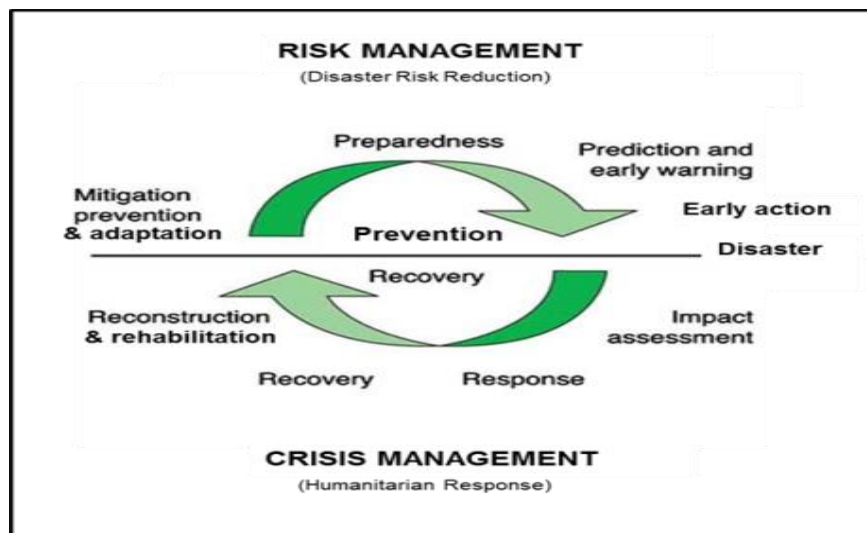 RISK MANAGEMENT
(Disaster Risk Reduction)
Preparedness
Prediction and
early warning
Mitigation
prevention
& adaptation
Early action
Prevention
Disaster
Recovery
Reconstruction
& rehabilitation
Impact
assessment
Recovery
Response
CRISIS MANAGEMENT
(Humanitarian Response)